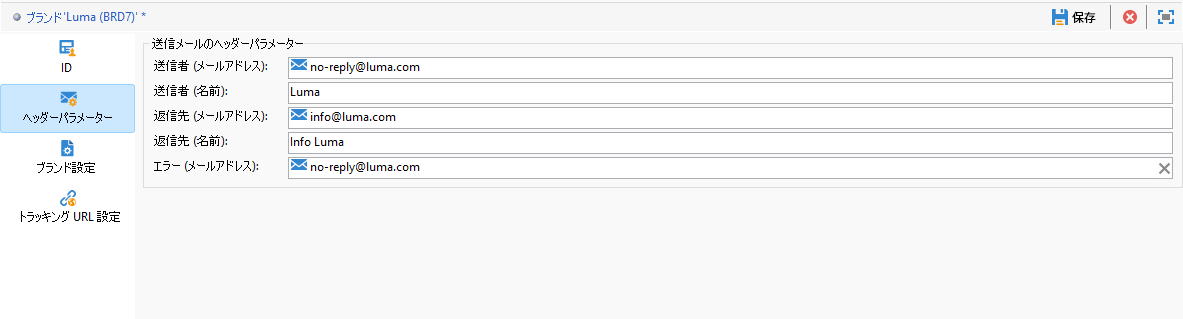 ブランド'Luma (BRD7)' *
保存
ID
ヘッダーパラメーター
ブランド設定
トラッキング URL 設定
送信メールのヘッダーパラメーター
送信者 (メールアドレス):
no-reply@luma.com
送信者 (名前):
Luma
返信先 (メールアドレス):
info@luma.com
返信先 (名前):
Info Luma
エラー (メールアドレス):
no-reply@luma.com